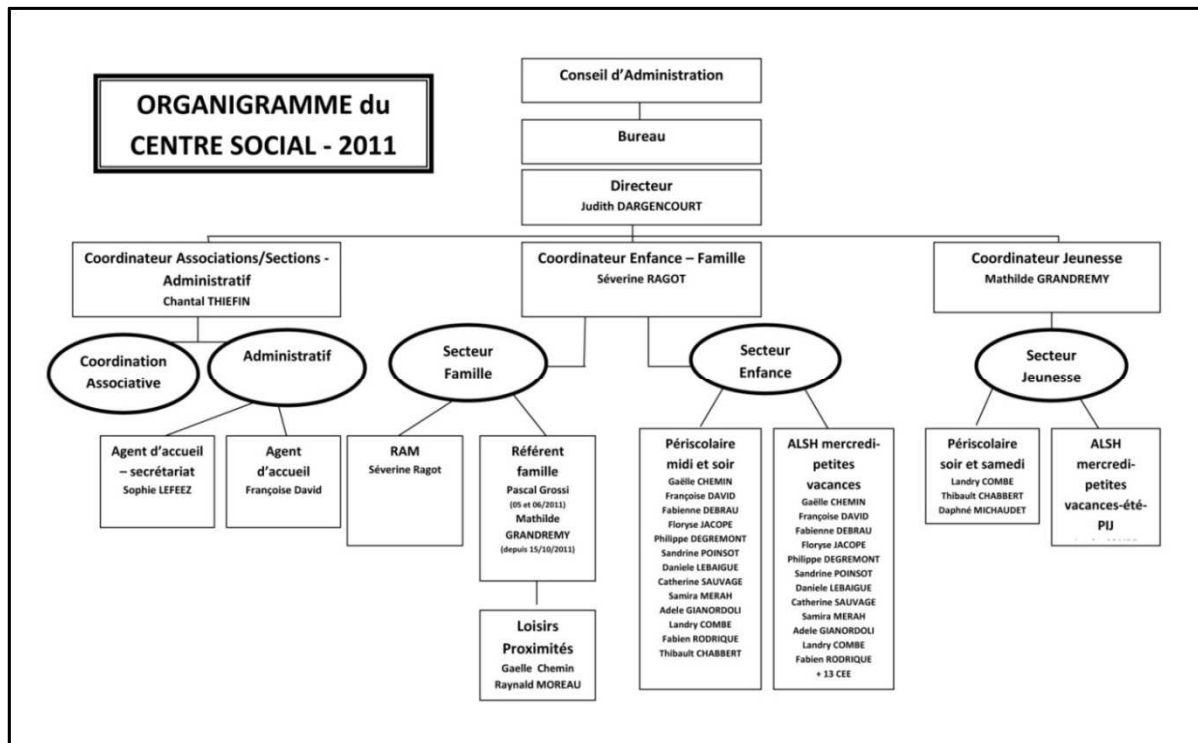 ORGANIGRAMME du
CENTRE SOCIAL - 2011
Conseil d'Administration
Bureau
Directeur
Judith DARGENCOURT
Coordinateur Associations/Sections -
Administratif
Chantal THIEFIN
Coordinateur Enfance – Famille
Séverine RAGOT
Coordinateur Jeunesse
Mathilde GRANDREMY
Coordination
Associative
Administratif
Secteur
Famille
Secteur
Enfance
Secteur
Jeunesse
Agent d'accueil
– secrétariat
Sophie LEFEEZ
Agent
d'accueil
Françoise David
RAM
Séverine Ragot
Référent
famille
Pascal Grossi
(05 et 06/2011)
Mathilde
GRANDREMY
(depuis 15/10/2011)
Loisirs
Proximités
Gaelle Chemin
Raynald MOREAU
Périscolaire
midi et soir
Gaëlle CHEMIN
Françoise DAVID
Fabienne DEBRAU
Floryse JACOPE
Philippe DEGREMONT
Sandrine POINSOT
Daniele LEBAIGUE
Catherine SAUVAGE
Samira MERAH
Adele GIANORDOLI
Landry COMBE
Fabien RODRIQUE
Thibault CHABBERT
ALSH mercredi-
petites
vacances
Gaëlle CHEMIN
Françoise DAVID
Fabienne DEBRAU
Floryse JACOPE
Philippe DEGREMONT
Sandrine POINSOT
Daniele LEBAIGUE
Catherine SAUVAGE
Samira MERAH
Adele GIANORDOLI
Landry COMBE
Fabien RODRIQUE
+ 13 CEE
Périscolaire
soir et samedi
Landry COMBE
Thibault CHABBERT
Daphné MICHAUDET
ALSH
mercredi-
petites
vacances-été-
PIJ